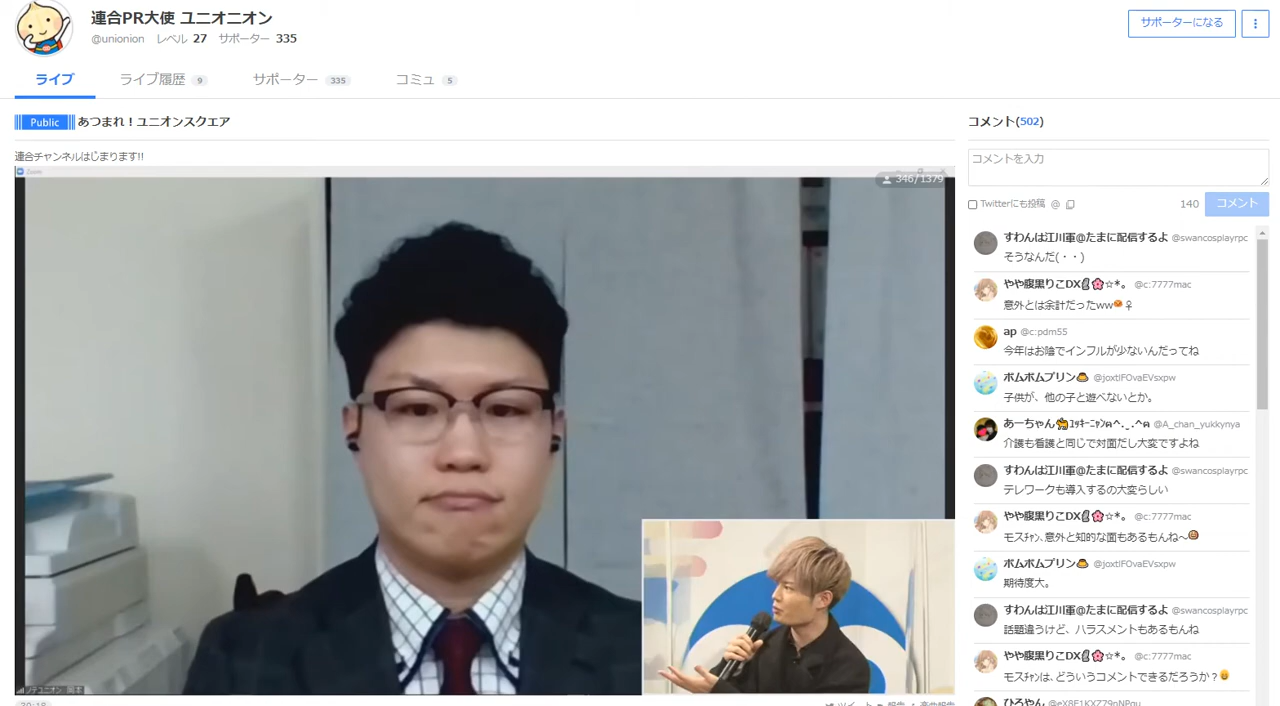 連合PR大使 ユニオニオン
@unionion レベル 27 サポーター 335
サポーターになる
ライブ
ライブ履歴 9
サポーター 335
コミュ 5
Public あつまれ！ユニオンスクエア
連合チャンネルはじまります!!
Zoom
346/1379
コメント(502)
コメントを入力
Twitterにも投稿 @
140
コメント
すわんは江川軍@たまに配信するよ @swancosplayrpc
そうなんだ(・・)
やや腹黒りこDX🌸☆*。 @c:7777mac
意外とは余計だったww♀
ap @c:pdm55
今年はお陰でインフルが少ないんだってね
ポムポムプリン🍮 @joxtIFOvaEVsxpw
子供が、他の子と遊べないとか。
あーちゃん @A_chan_yukkynya
介護も看護と同じで対面だし大変ですよね
すわんは江川軍@たまに配信するよ @swancosplayrpc
テレワークも導入するの大変らしい
やや腹黒りこDX🌸☆*。 @c:7777mac
モスﾁｬﾝ､意外と知的な面もあるもんね〜
ポムポムプリン🍮 @joxtIFOvaEVsxpw
期待度大。
すわんは江川軍@たまに配信するよ @swancosplayrpc
話題違うけど、ハラスメントもあるもんね
やや腹黒りこDX🌸☆*。 @c:7777mac
モスﾁｬﾝは､どういうコメントできるだろうか？
ひろやん